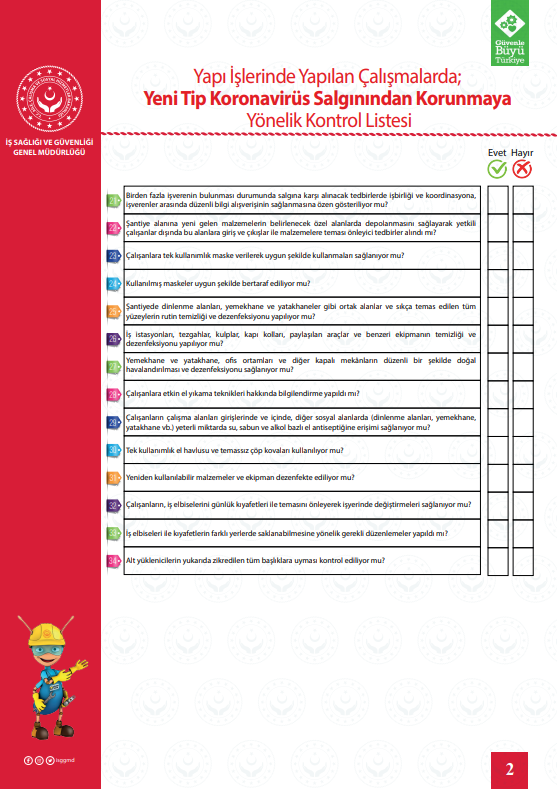 Güvenle
Büyü
Türkiye
T.C. AİLE, ÇALIŞMA VE SOSYAL HİZMETLER BAKANLIĞI
İŞ SAĞLIĞI VE GÜVENLİĞİ
GENEL MÜDÜRLÜĞÜ
Yapı İşlerinde Yapılan Çalışmalarda;
Yeni Tip Koronavirüs Salgınından Korunmaya
Yönelik Kontrol Listesi
Evet Hayır
21 Birden fazla işverenin bulunması durumunda salgına karşı alınacak tedbirlerde işbirliği ve koordinasyona,
işverenler arasında düzenli bilgi alışverişinin sağlanmasına özen gösteriliyor mu?
22 Şantiye alanına yeni gelen malzemelerin belirlenecek özel alanlarda depolanmasını sağlayarak yetkili
çalışanlar dışında bu alanlara giriş ve çıkışlar ile malzemelere teması önleyici tedbirler alındı mı?
23 Çalışanlara tek kullanımlık maske verilerek uygun şekilde kullanmaları sağlanıyor mu?
24 Kullanılmış maskeler uygun şekilde bertaraf ediliyor mu?
25 Şantiyede dinlenme alanları, yemekhane ve yatakhaneler gibi ortak alanlar ve sıkça temas edilen tüm
yüzeylerin rutin temizliği ve dezenfeksiyonu yapılıyor mu?
26 İş istasyonları, tezgahlar, kulplar, kapı kolları, paylaşılan araçlar ve benzeri ekipmanın temizliği ve
dezenfeksiyonu yapılıyor mu?
27 Yemekhane ve yatakhane, ofis ortamları ve diğer kapalı mekânların düzenli bir şekilde doğal
havalandırılması ve dezenfeksiyonu sağlanıyor mu?
28 Çalışanlara etkin el yıkama teknikleri hakkında bilgilendirme yapıldı mı?
29 Çalışanların çalışma alanları girişlerinde ve içinde, diğer sosyal alanlarda (dinlenme alanları, yemekhane,
yatakhane vb.) yeterli miktarda su, sabun ve alkol bazlı el antiseptiğine erişimi sağlanıyor mu?
30 Tek kullanımlık el havlusu ve temassız çöp kovaları kullanılıyor mu?
31 Yeniden kullanılabilir malzemeler ve ekipman dezenfekte ediliyor mu?
32 Çalışanların, iş elbiselerini günlük kıyafetleri ile temasını önleyerek işyerinde değiştirmeleri sağlanıyor mu?
33 İş elbiseleri ile kıyafetlerin farklı yerlerde saklanabilmesine yönelik gerekli düzenlemeler yapıldı mı?
34 Alt yüklenicilerin yukarıda zikredilen tüm başlıklara uyması kontrol ediliyor mu?
isggmd
2